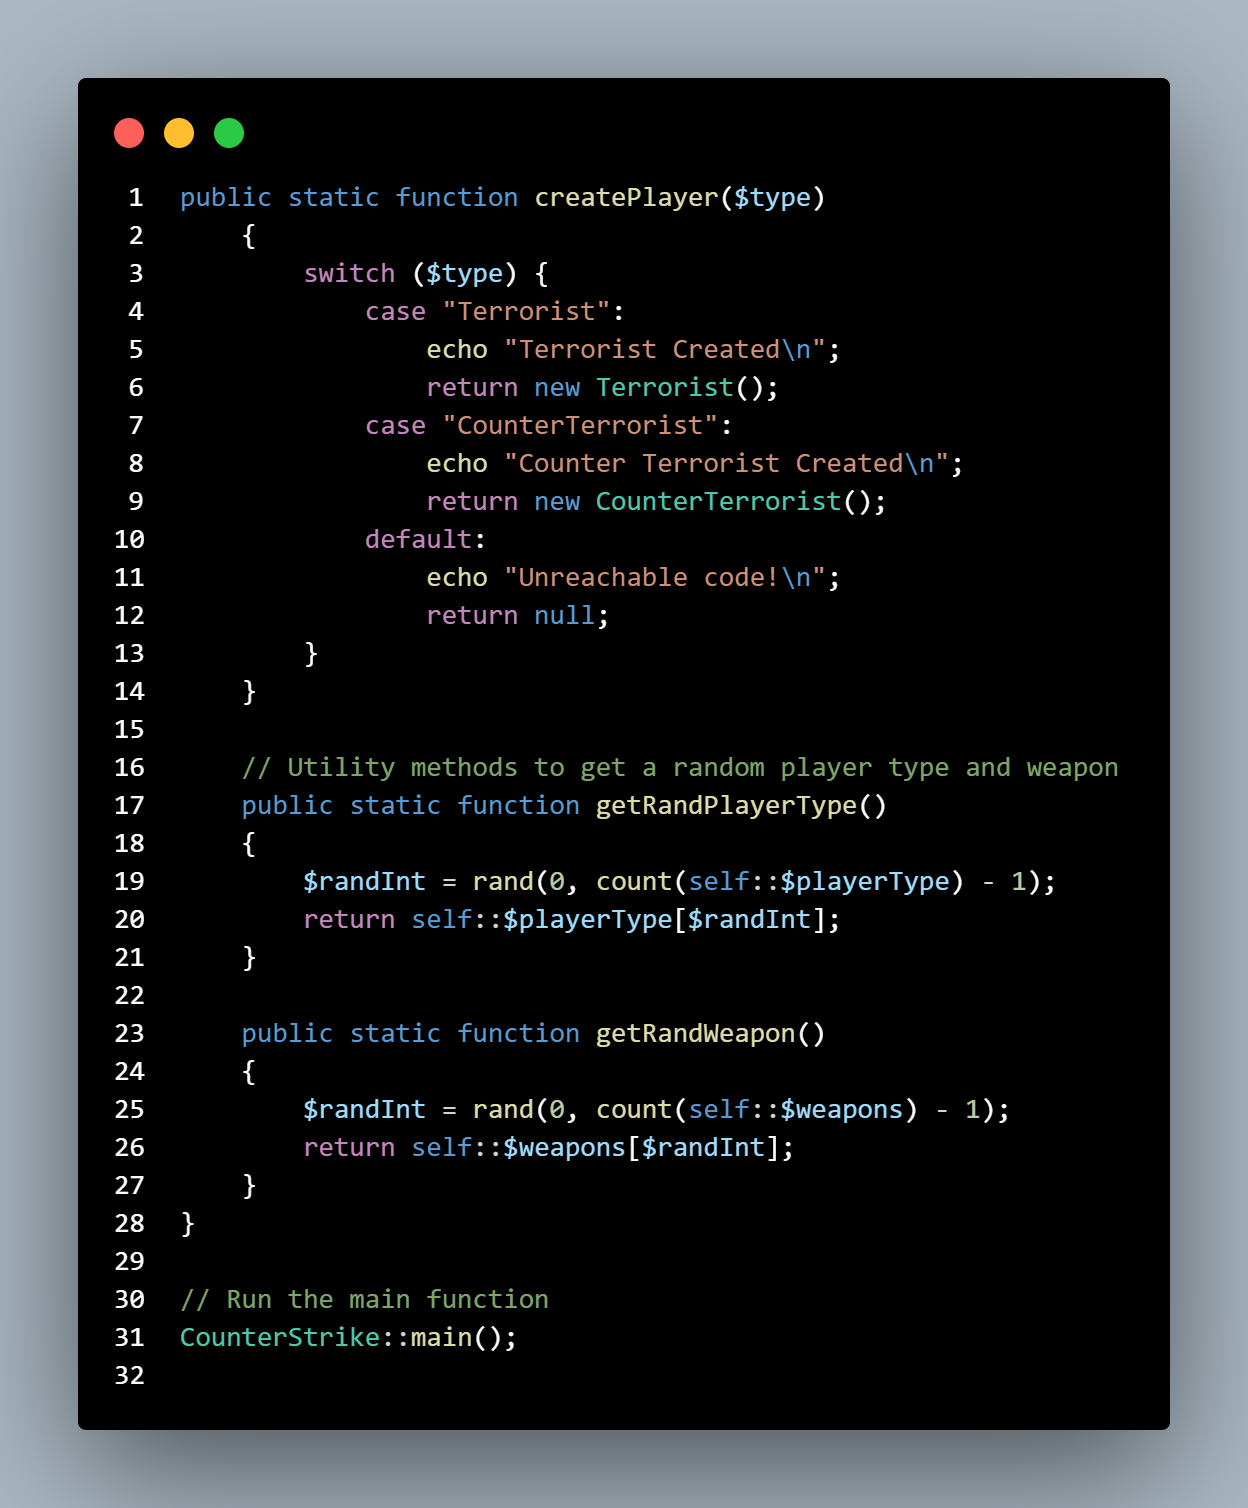 1 public static function createPlayer($type)
2     {
3         switch ($type) {
4             case "Terrorist":
5                 echo "Terrorist Created\n";
6                 return new Terrorist();
7             case "CounterTerrorist":
8                 echo "Counter Terrorist Created\n";
9                 return new CounterTerrorist();
10             default:
11                 echo "Unreachable code!\n";
12                 return null;
13         }
14     }
15
16     // Utility methods to get a random player type and weapon
17     public static function getRandPlayerType()
18     {
19         $randInt = rand(0, count(self::$playerType) - 1);
20         return self::$playerType[$randInt];
21     }
22
23     public static function getRandWeapon()
24     {
25         $randInt = rand(0, count(self::$weapons) - 1);
26         return self::$weapons[$randInt];
27     }
28 }
29
30 // Run the main function
31 CounterStrike::main();
32